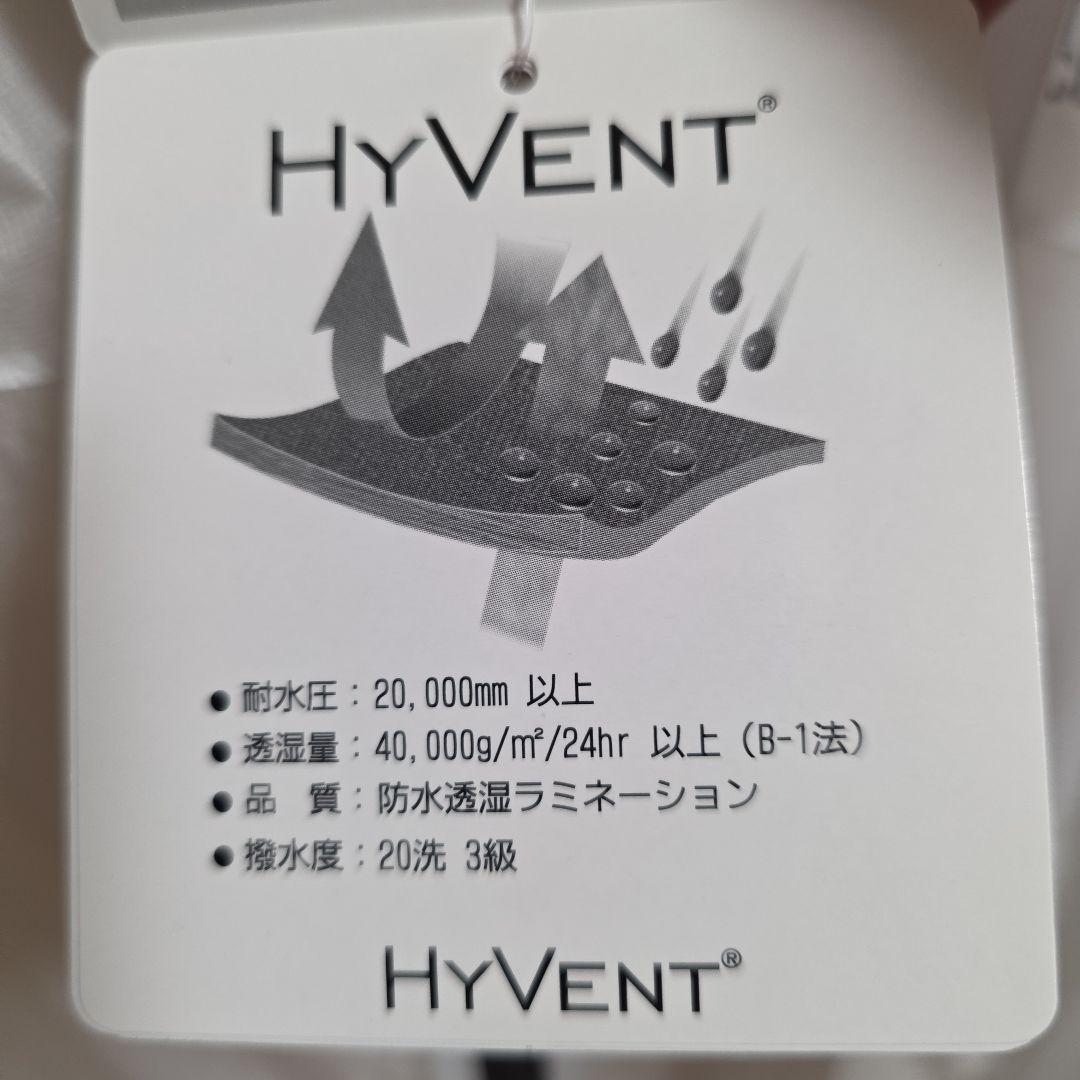 HYVENT®
● 耐水圧：20,000mm 以上
● 透湿量：40,000g/m²/24hr 以上（B-1法）
● 品　質：防水透湿ラミネーション
● 撥水度：20洗 3級
HYVENT®